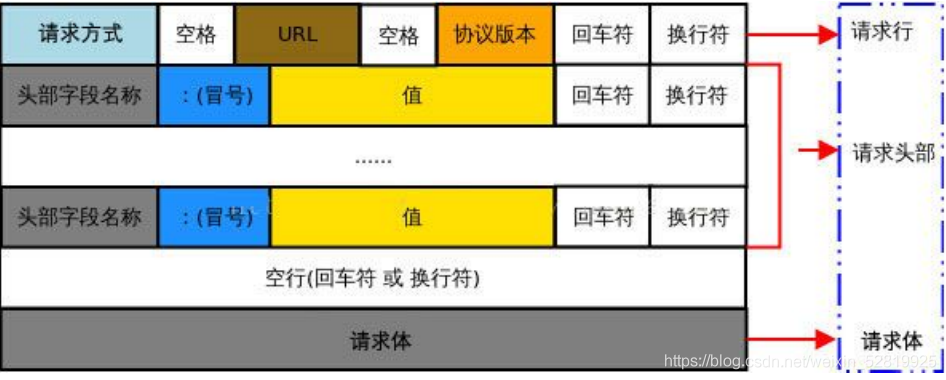 请求方式 空格 URL 空格 协议版本 回车符 换行符 请求行
头部字段名称 : (冒号) 值 回车符 换行符
...... 请求头部
头部字段名称 : (冒号) 值 回车符 换行符
空行(回车符 或 换行符)
请求体 请求体
https://blog.csdn.net/weixin_52819925